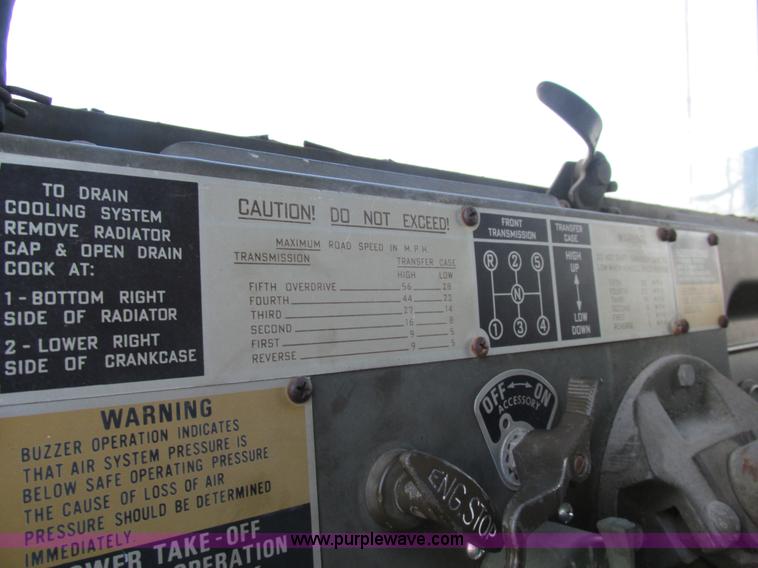 TO DRAIN
COOLING SYSTEM
REMOVE RADIATOR
CAP & OPEN DRAIN
COCK AT:
1 - BOTTOM RIGHT
SIDE OF RADIATOR
2 - LOWER RIGHT
SIDE OF CRANKCASE
CAUTION! DO NOT EXCEED!
MAXIMUM ROAD SPEED IN M.P.H.
TRANSMISSION TRANSFER CASE
HIGH LOW
FIFTH OVERDRIVE 56 28
FOURTH 44 22
THIRD 27 14
SECOND 16 8
FIRST 9 5
REVERSE 9 5
FRONT
TRANSMISSION
R 2 5
N
1 3 4
TRANSFER
CASE
HIGH
UP
LOW
DOWN
WARNING
BUZZER OPERATION INDICATES
THAT AIR SYSTEM PRESSURE IS
BELOW SAFE OPERATING PRESSURE
THE CAUSE OF LOSS OF AIR
PRESSURE SHOULD BE DETERMINED
IMMEDIATELY.
POWER TAKE-OFF
OPERATION
OFF ON
ACCESSORY
ENG.STOP
www.purplewave.com